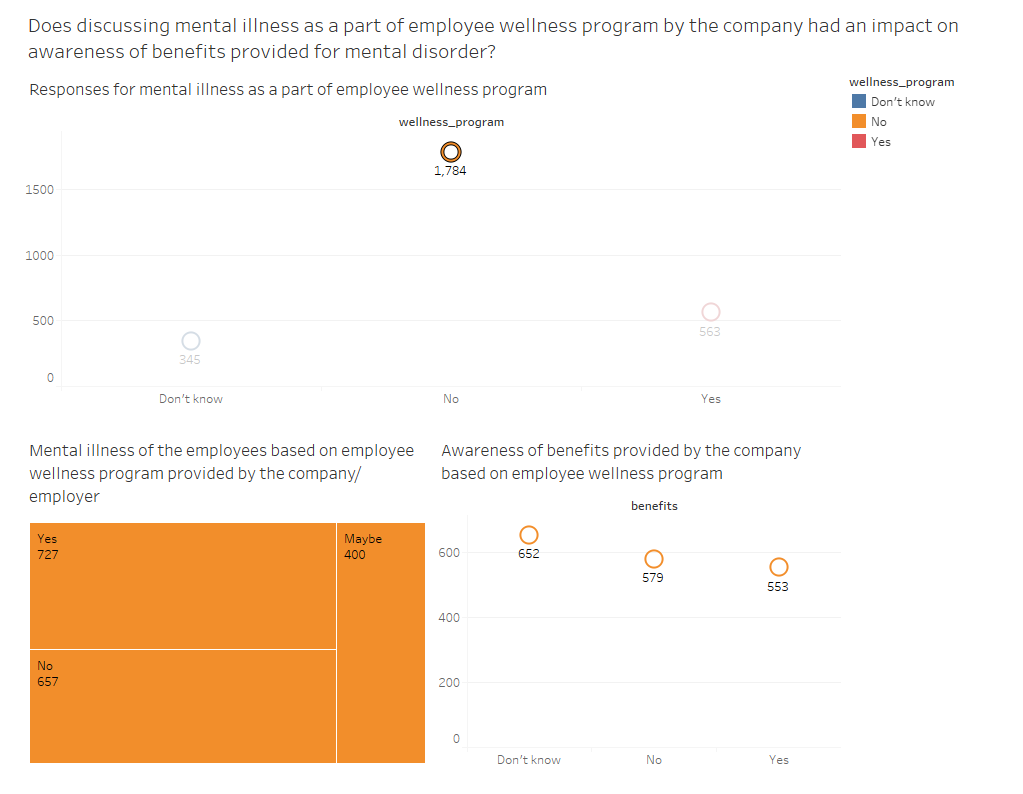 Does discussing mental illness as a part of employee wellness program by the company had an impact on
awareness of benefits provided for mental disorder?
Responses for mental illness as a part of employee wellness program
wellness_program
Don't know
No
Yes
wellness_program
1,784
1500
1000
500
0
345
563
Don't know
No
Yes
Mental illness of the employees based on employee
wellness program provided by the company/
employer
Yes
727
Maybe
400
No
657
Awareness of benefits provided by the company
based on employee wellness program
benefits
600
400
200
0
652
579
553
Don't know
No
Yes